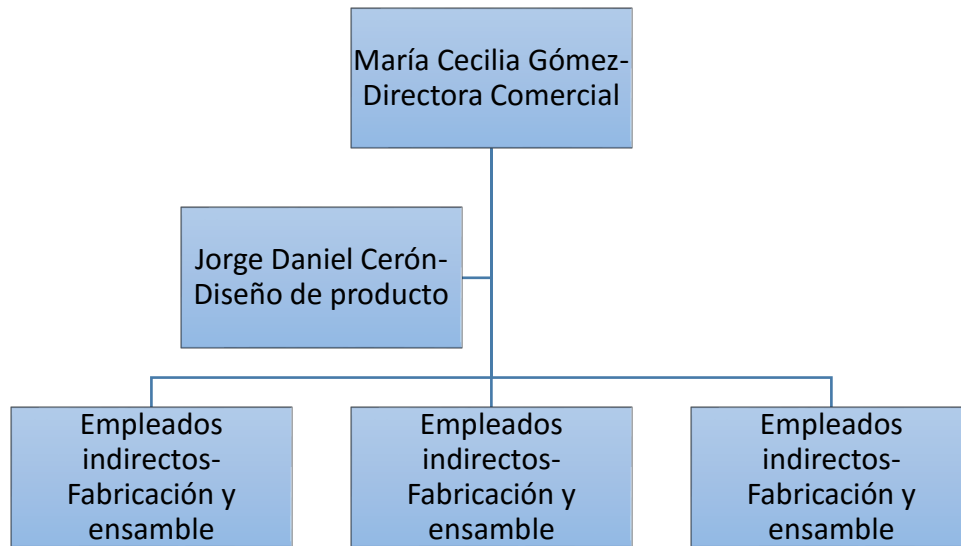 María Cecilia Gómez-
Directora Comercial
Jorge Daniel Cerón-
Diseño de producto
Empleados
indirectos-
Fabricación y
ensamble
Empleados
indirectos-
Fabricación y
ensamble
Empleados
indirectos-
Fabricación y
ensamble